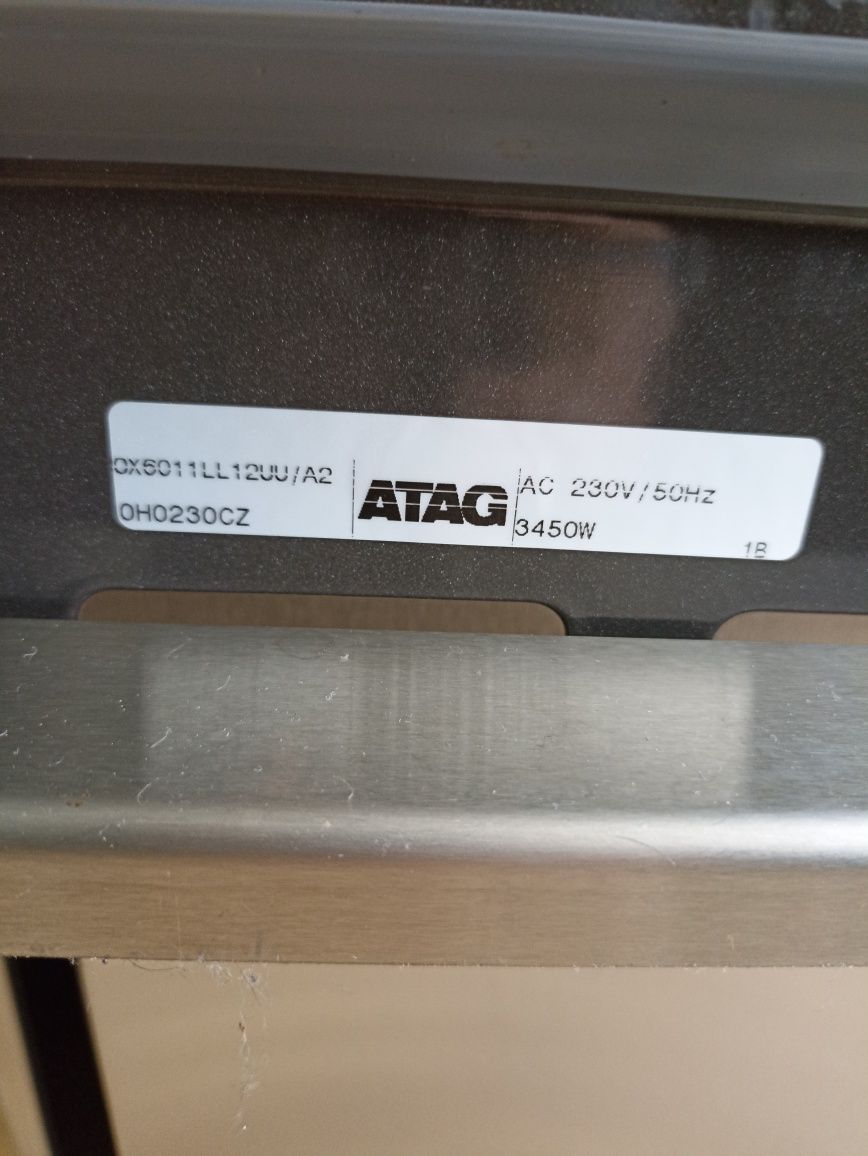 OX6011LL12UU/A2
0H0230CZ
ATAG
AC 230V/50Hz
3450W
1B